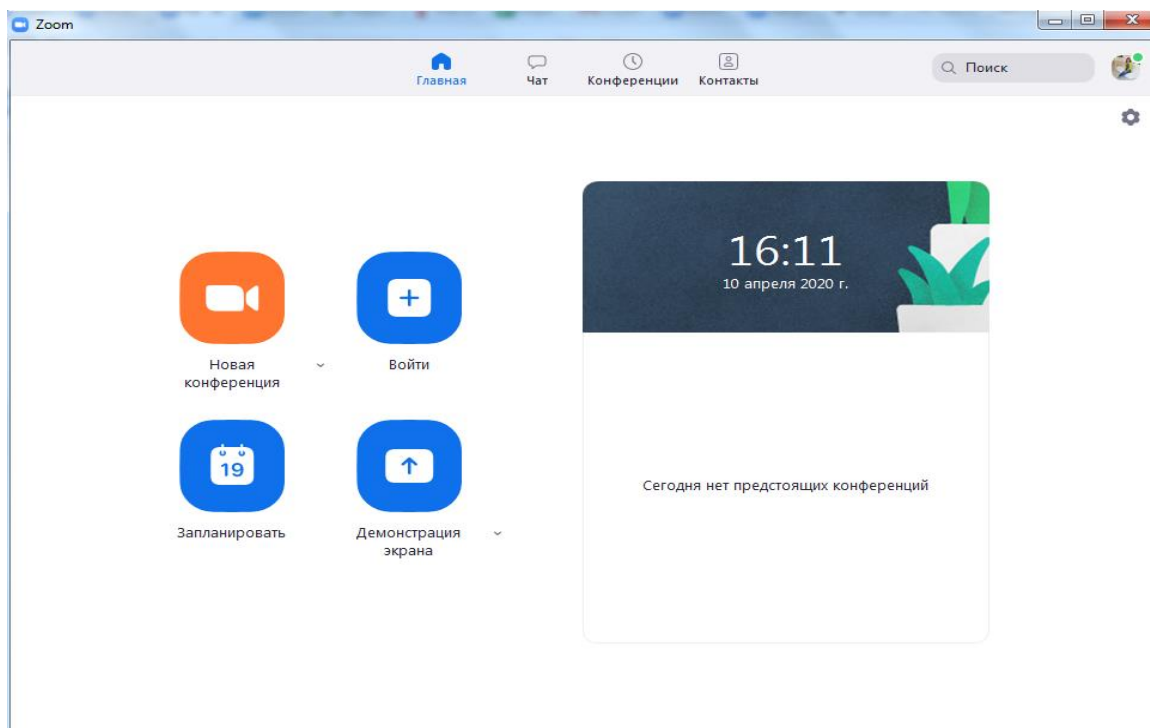 Zoom
Главная
Чат
Конференции
Контакты
Поиск
16:11
10 апреля 2020 г.
Новая
конференция
Войти
19
Запланировать
Демонстрация
экрана
Сегодня нет предстоящих конференций